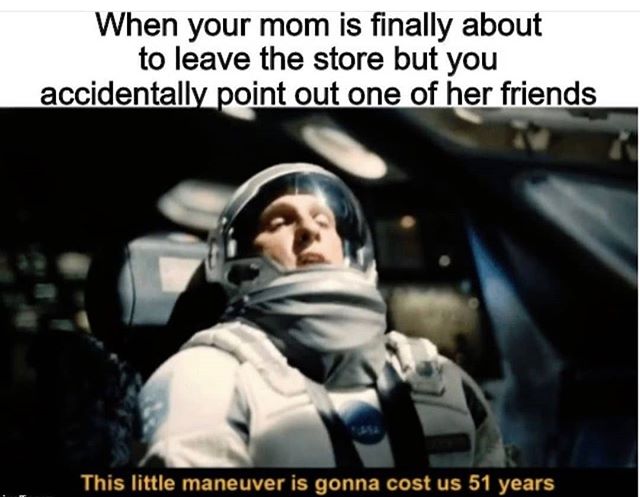 When your mom is finally about
to leave the store but you
accidentally point out one of her friends
NASA
This little maneuver is gonna cost us 51 years